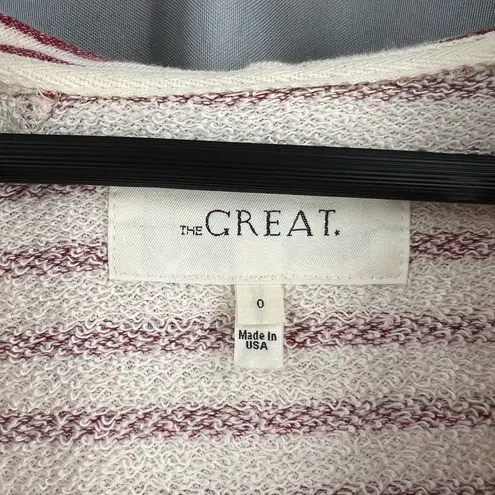 THE GREAT.
0
Made in
USA